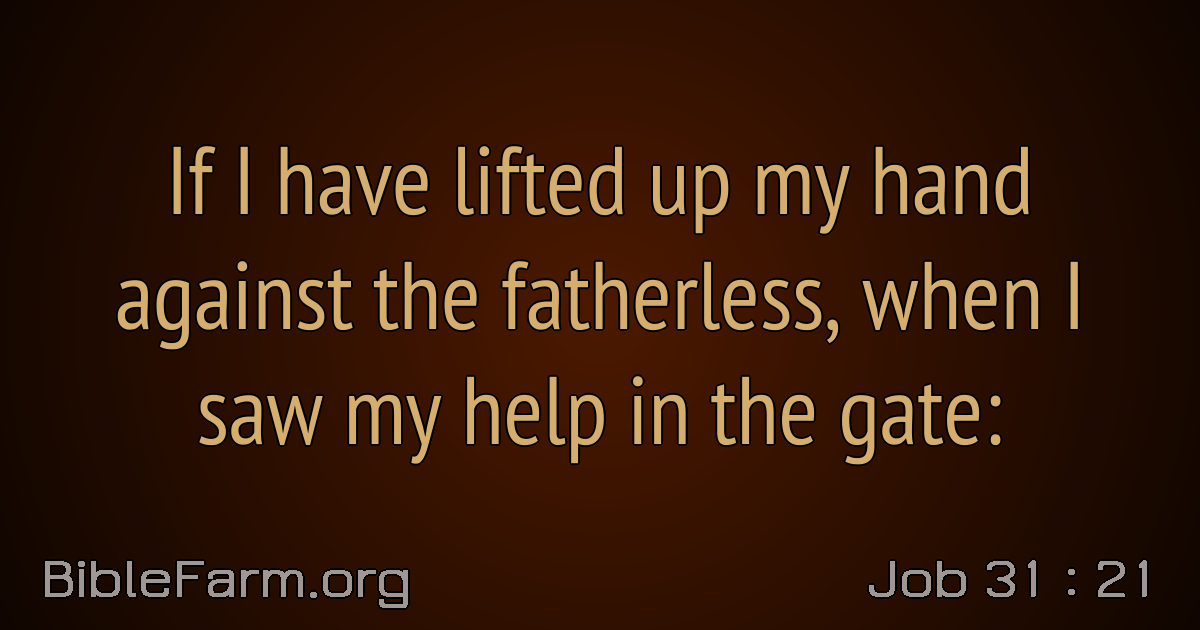 If I have lifted up my hand
against the fatherless, when I
saw my help in the gate:
BibleFarm.org
Job 31 : 21